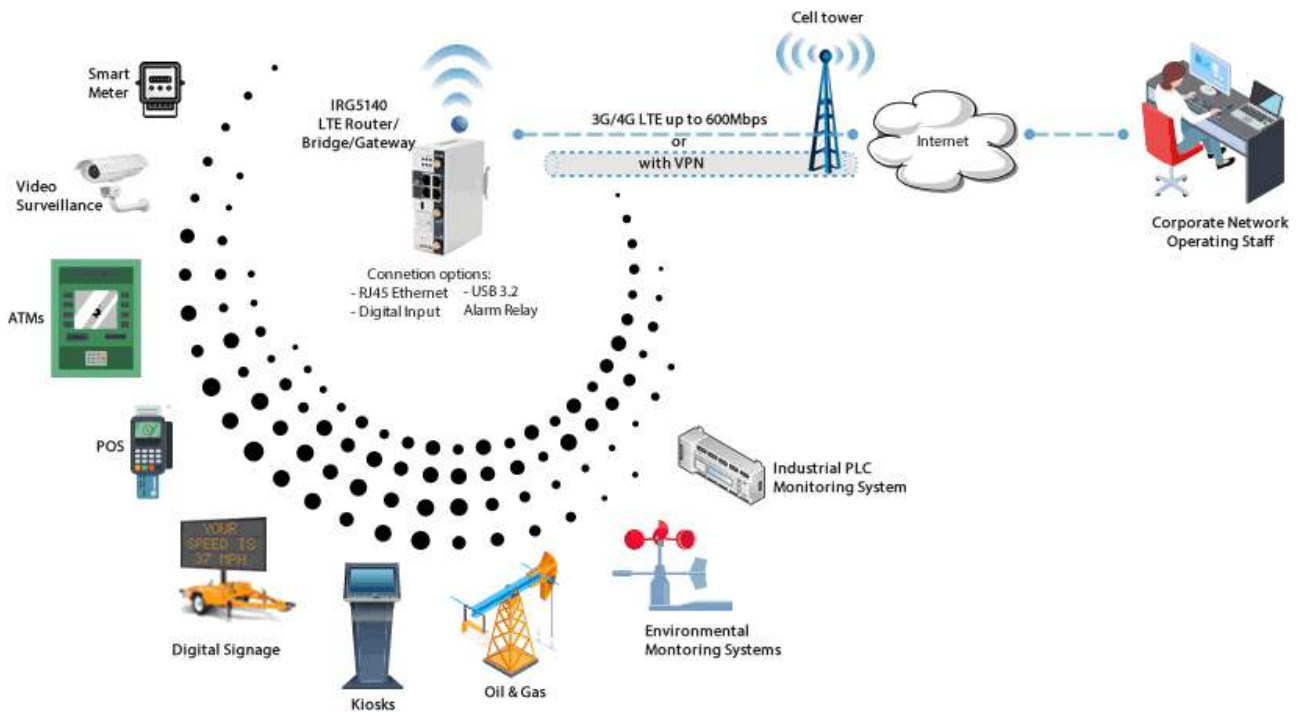 Cell tower
Smart
Meter
IRG5140
LTE Router/
Bridge/Gateway
3G/4G LTE up to 600Mbps
or
with VPN
Internet
Video
Surveillance
Corporate Network
Operating Staff
Connetion options:
- RJ45 Ethernet - USB 3.2
- Digital Input Alarm Relay
ATMs
POS
Industrial PLC
Monitoring System
YOUR
SPEED IS
37 MPH
Digital Signage
Kiosks
Oil & Gas
Environmental
Montoring Systems